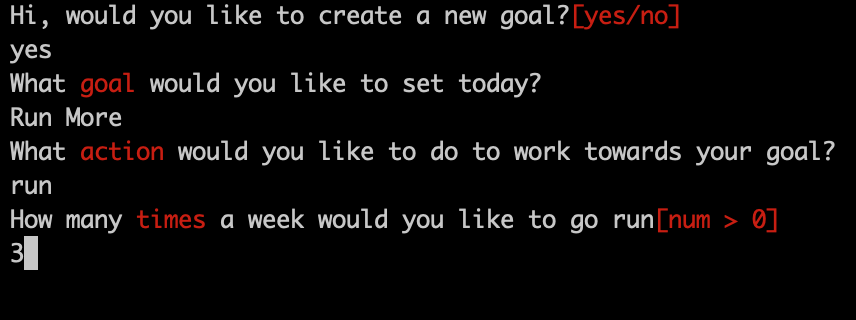 Hi, would you like to create a new goal?[yes/no]
yes
What goal would you like to set today?
Run More
What action would you like to do to work towards your goal?
run
How many times a week would you like to go run[num > 0]
3